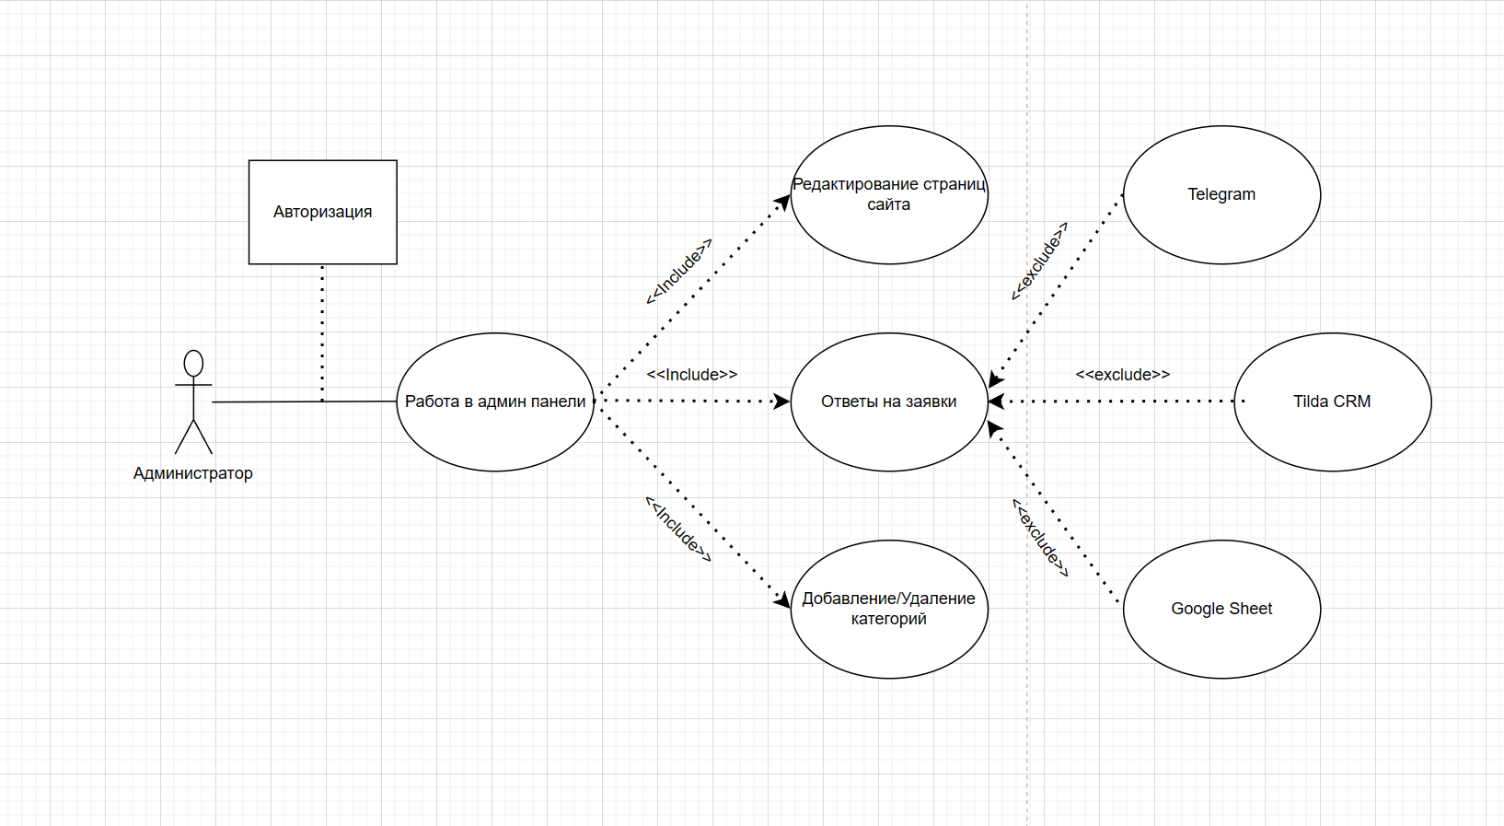 Редактирование страниц
сайта
Telegram
Авторизация
<<exclude>>
<<Include>>
<<Include>>
<<exclude>>
Работа в админ панели
Ответы на заявки
Tilda CRM
Администратор
<<Include>>
<<exclude>>
Добавление/Удаление
категорий
Google Sheet